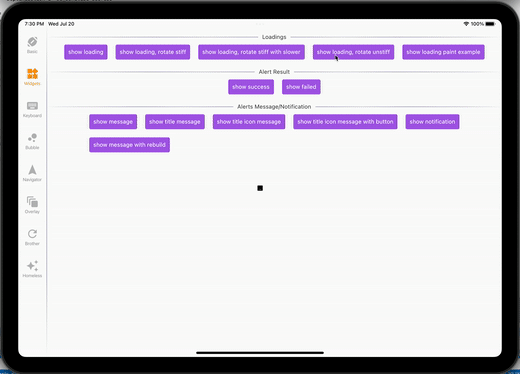 7:30 PM Wed Jul 20
100%
Loadings
show loading
show loading, rotate stiff
show loading, rotate stiff with slower
show loading, rotate unstiff
show loading paint example
Alert Result
show success
show failed
Alerts Message/Notification
show message
show title message
show title icon message
show title icon message with button
show notification
show message with rebuild
Basic
Widgets
Keyboard
Bubble
Navigator
Overlay
Brother
Homeless